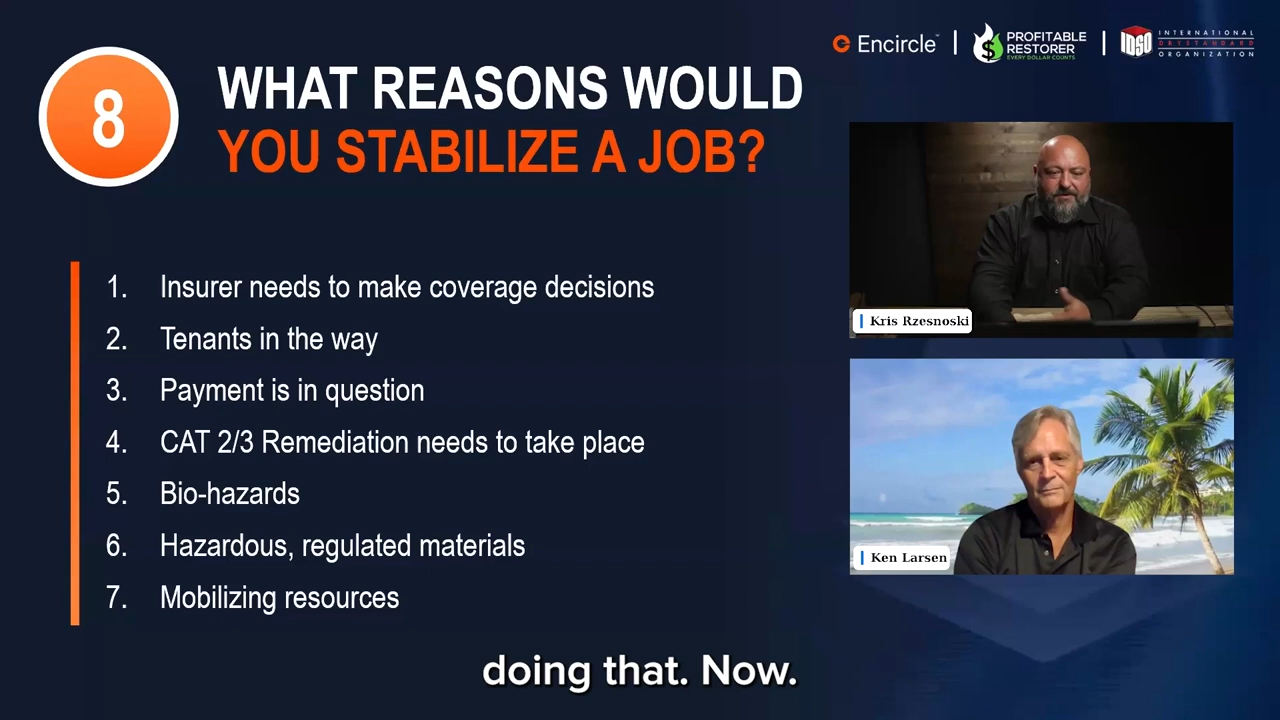 8
WHAT REASONS WOULD
YOU STABILIZE A JOB?
Encircle
PROFITABLE
RESTORER
EVERY DOLLAR COUNTS
IDSO
INTERNATIONAL
DRYSTANDARD
ORGANIZATION
1. Insurer needs to make coverage decisions
2. Tenants in the way
3. Payment is in question
4. CAT 2/3 Remediation needs to take place
5. Bio-hazards
6. Hazardous, regulated materials
7. Mobilizing resources
Kris Rzesnoski
Ken Larsen
doing that. Now.